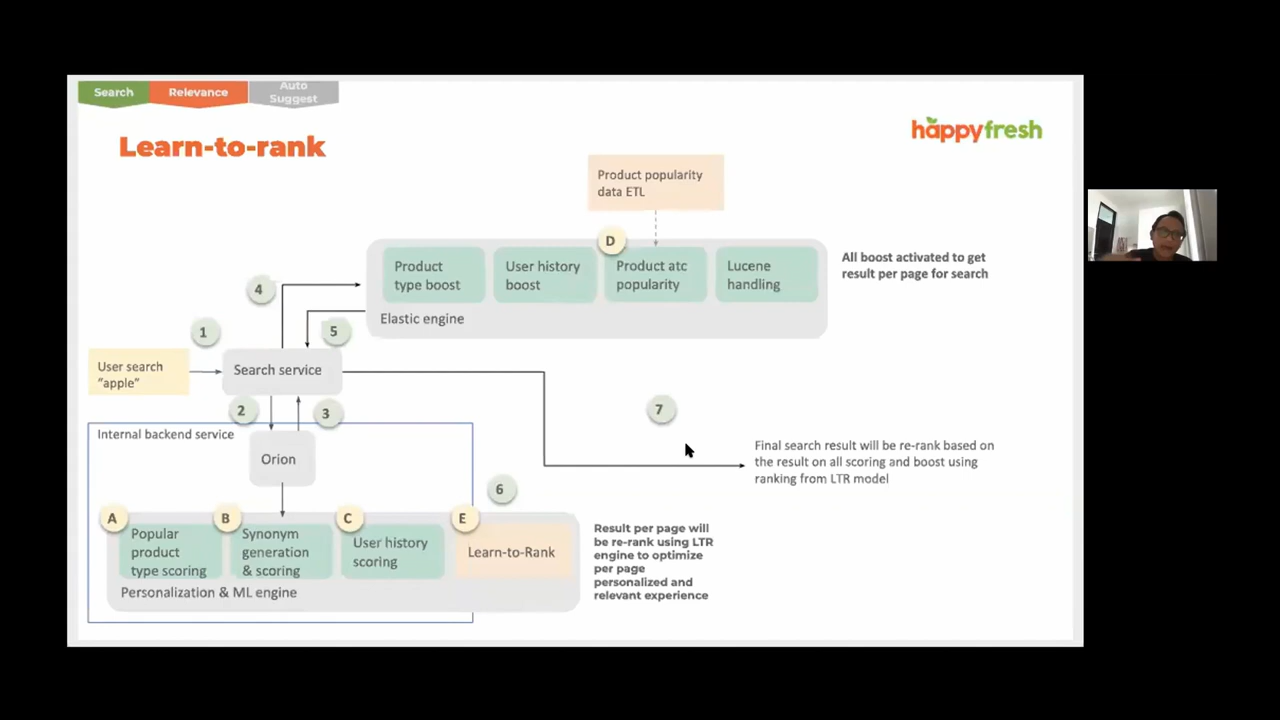 Search
Relevance
Auto
Suggest
happyfresh
Learn-to-rank
Product popularity
data ETL
D
Product
type boost
User history
boost
Product atc
popularity
Lucene
handling
Elastic engine
All boost activated to get
result per page for search
4
5
1
User search
"apple"
Search service
2
3
7
Internal backend service
Orion
Final search result will be re-rank based on
the result on all scoring and boost using
ranking from LTR model
6
A
Popular
product
type scoring
B
Synonym
generation
& scoring
C
User history
scoring
E
Learn-to-Rank
Personalization & ML engine
Result per page will
be re-rank using LTR
engine to optimize
per page
personalized and
relevant experience